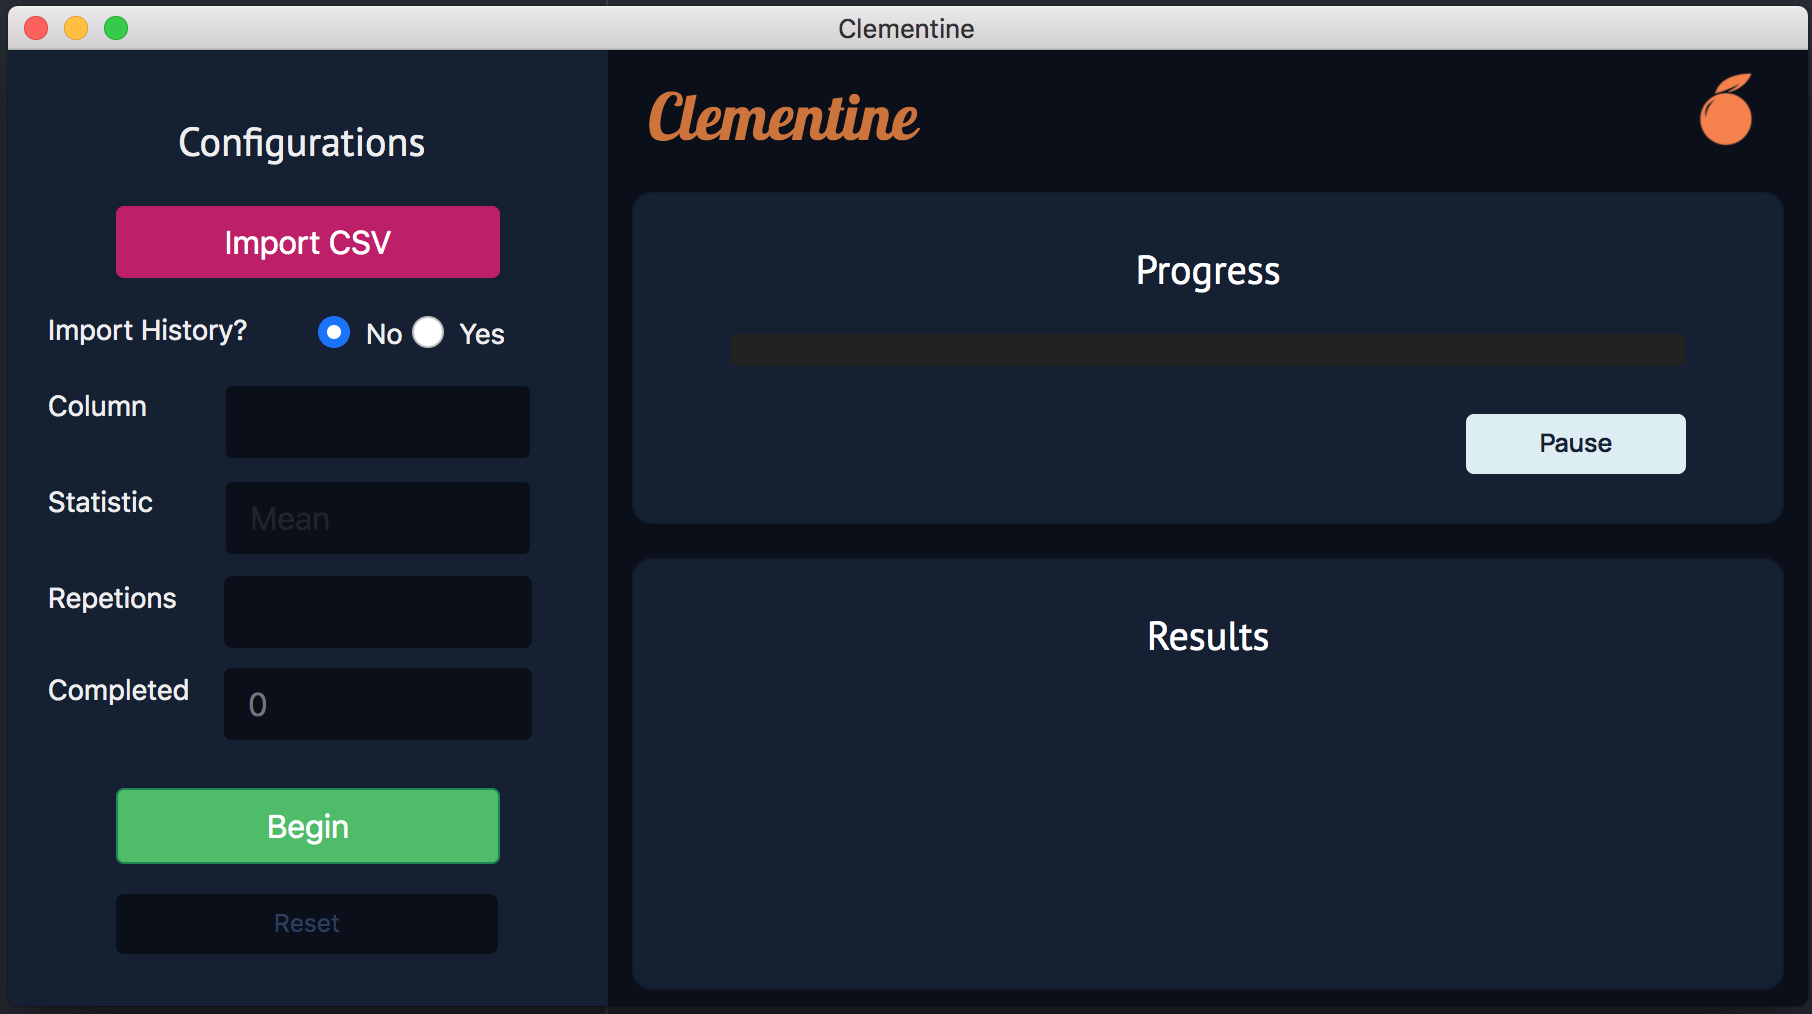 Clementine
Configurations
Import CSV
Import History? No Yes
Column
Statistic Mean
Repetions
Completed 0
Begin
Reset
Clementine
Progress
Pause
Results